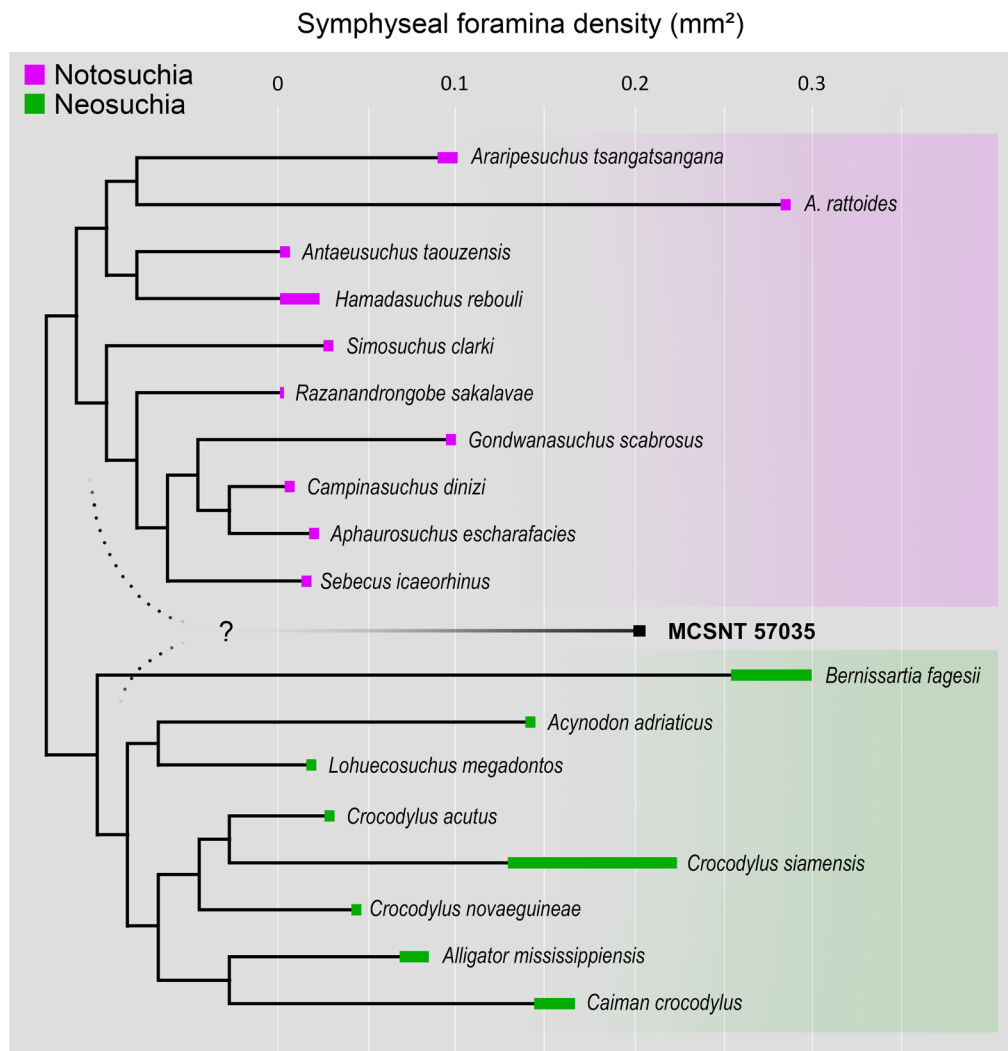 Symphyseal foramina density (mm²)
Notosuchia
Neosuchia
0 0.1 0.2 0.3
Araripesuchus tsangatsangana
A. rattoides
Antaeusuchus taouzensis
Hamadasuchus rebouli
Simosuchus clarki
Razanandrongobe sakalavae
Gondwanasuchus scabrosus
Campinasuchus dinizi
Aphaurosuchus escharafacies
Sebecus icaeorhinus
? MCSNT 57035
Bernissartia fagesii
Acynodon adriaticus
Lohuecosuchus megadontos
Crocodylus acutus
Crocodylus siamensis
Crocodylus novaeguineae
Alligator mississippiensis
Caiman crocodylus